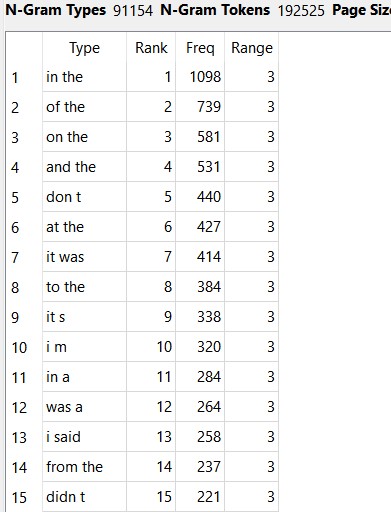 N-Gram Types 91154 N-Gram Tokens 192525 Page Size
Type Rank Freq Range
1 in the 1 1098 3
2 of the 2 739 3
3 on the 3 581 3
4 and the 4 531 3
5 don t 5 440 3
6 at the 6 427 3
7 it was 7 414 3
8 to the 8 384 3
9 it s 9 338 3
10 i m 10 320 3
11 in a 11 284 3
12 was a 12 264 3
13 i said 13 258 3
14 from the 14 237 3
15 didn t 15 221 3